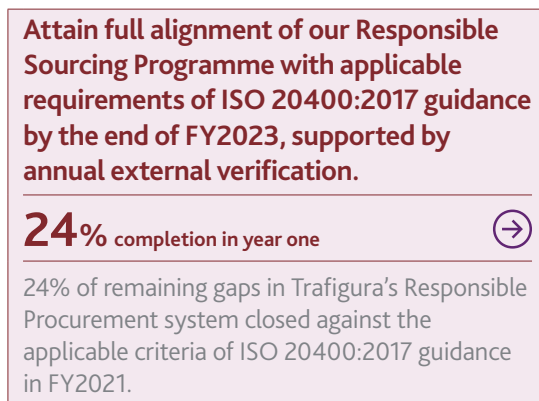 Attain full alignment of our Responsible
Sourcing Programme with applicable
requirements of ISO 20400:2017 guidance
by the end of FY2023, supported by
annual external verification.
24% completion in year one
24% of remaining gaps in Trafigura’s Responsible
Procurement system closed against the
applicable criteria of ISO 20400:2017 guidance
in FY2021.